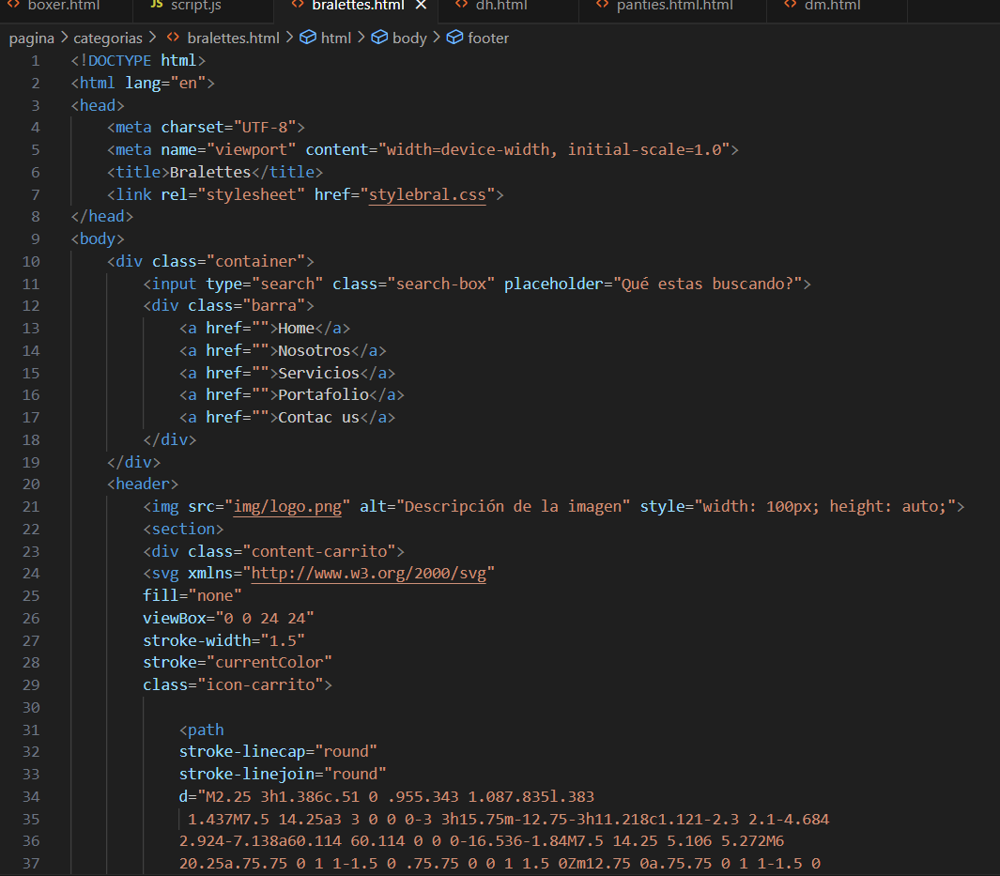 boxer.html JS script.js bralettes.html × dh.html panties.html.html dm.html
pagina > categorias > bralettes.html > html > body > footer
1 <!DOCTYPE html>
2 <html lang="en">
3 <head>
4 <meta charset="UTF-8">
5 <meta name="viewport" content="width=device-width, initial-scale=1.0">
6 <title>Bralettes</title>
7 <link rel="stylesheet" href="stylebral.css">
8 </head>
9 <body>
10 <div class="container">
11 <input type="search" class="search-box" placeholder="Qué estas buscando?">
12 <div class="barra">
13 <a href="">Home</a>
14 <a href="">Nosotros</a>
15 <a href="">Servicios</a>
16 <a href="">Portafolio</a>
17 <a href="">Contac us</a>
18 </div>
19 </div>
20 <header>
21 <img src="img/logo.png" alt="Descripción de la imagen" style="width: 100px; height: auto;">
22 <section>
23 <div class="content-carrito">
24 <svg xmlns="http://www.w3.org/2000/svg"
25 fill="none"
26 viewBox="0 0 24 24"
27 stroke-width="1.5"
28 stroke="currentColor"
29 class="icon-carrito">
30
31 <path
32 stroke-linecap="round"
33 stroke-linejoin="round"
34 d="M2.25 3h1.386c.51 0 .955.343 1.087.835l.383
35 1.437M7.5 14.25a3 3 0 0 0-3 3h15.75m-12.75-3h11.218c1.121-2.3 2.1-4.684
36 2.924-7.138a60.114 60.114 0 0 0-16.536-1.84M7.5 14.25 5.106 5.272M6
37 20.25a.75.75 0 1 1-1.5 0 .75.75 0 0 1 1.5 0Zm12.75 0a.75.75 0 1 1-1.5 0